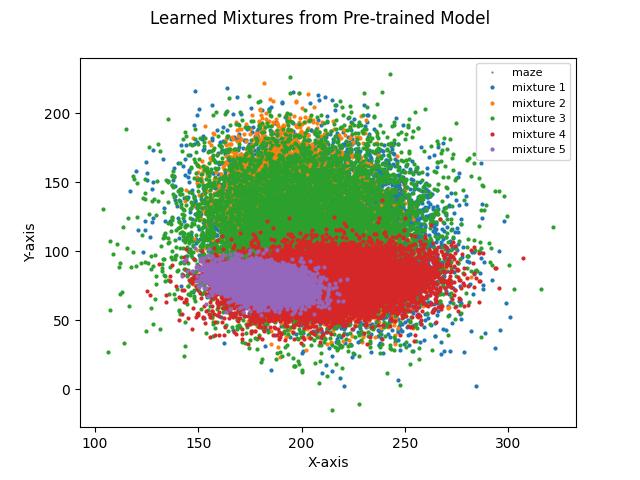 Learned Mixtures from Pre-trained Model
maze
mixture 1
mixture 2
mixture 3
mixture 4
mixture 5
Y-axis
200
150
100
50
0
100
150
200
250
300
X-axis